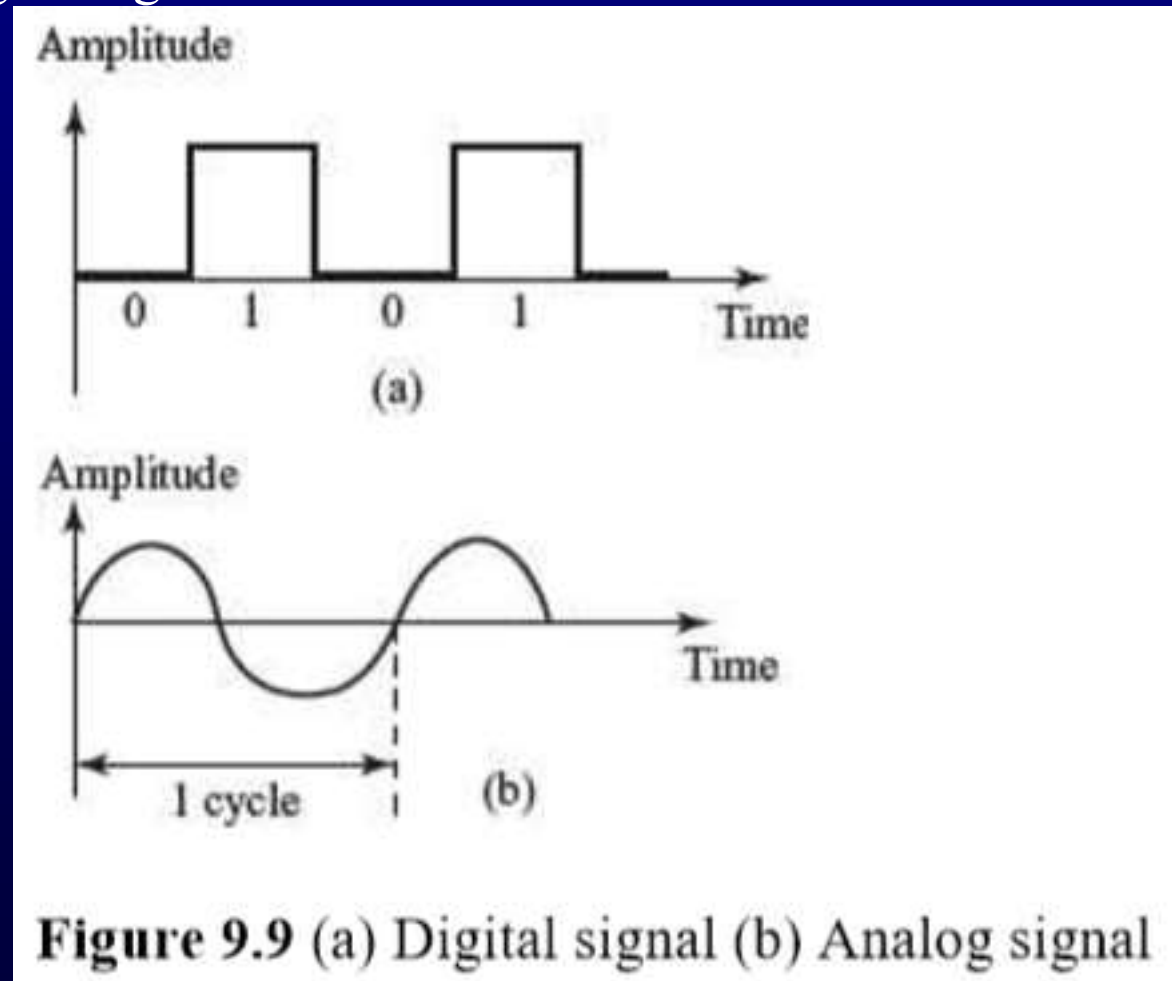 Amplitude
0 1 0 1
Time
(a)
Amplitude
Time
1 cycle
(b)
Figure 9.9 (a) Digital signal (b) Analog signal